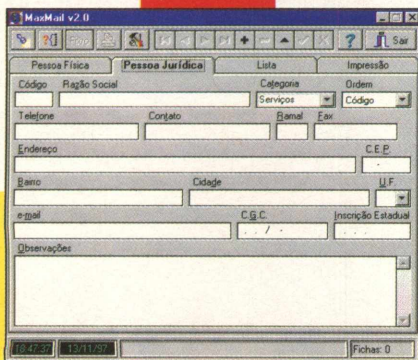 MaxMail v2.0
? Sair
Pessoa Física Pessoa Jurídica Lista Impressão
Código Razão Social Categoria Ordem
Serviços Código
Telefone Contato Ramal Fax
Endereço C.E.P.
-
Bairro Cidade U.F.
e-mail C.G.C. Inscrição Estadual
. . / - . . .
Observações
18:47:37 13/11/97 Fichas: 0